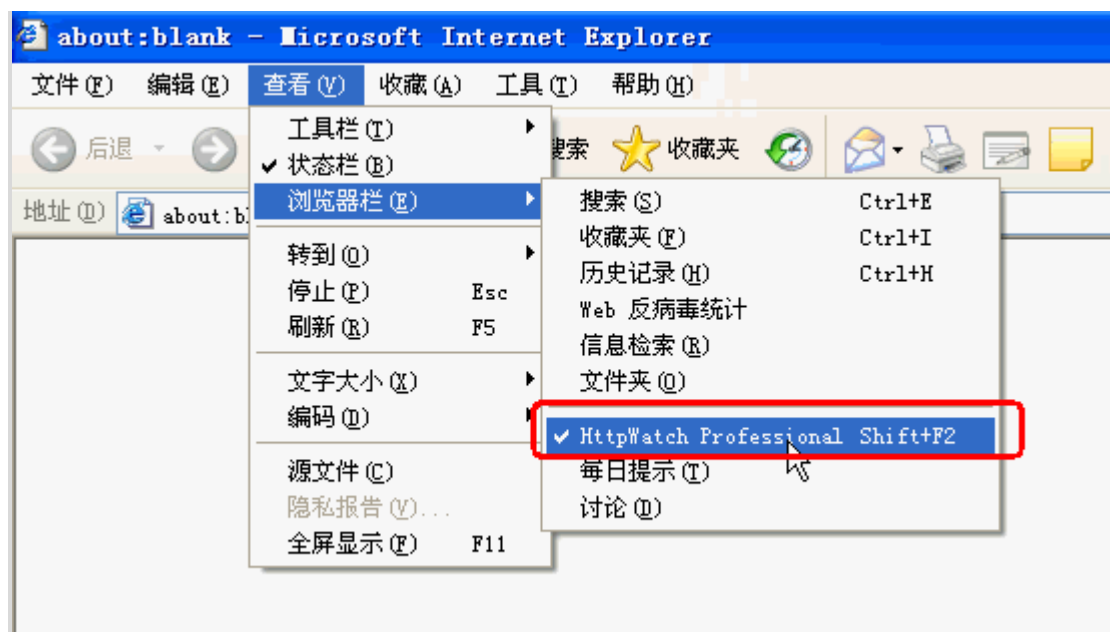 about:blank - Microsoft Internet Explorer
文件(F) 编辑(E) 查看(V) 收藏(A) 工具(T) 帮助(H)
后退 搜索 收藏夹
地址(D) about:bl
工具栏(T)
状态栏(B)
浏览器栏(E)
转到(O)
停止(P) Esc
刷新(R) F5
文字大小(X)
编码(D)
源文件(C)
隐私报告(V)...
全屏显示(F) F11
搜索(S) Ctrl+E
收藏夹(F) Ctrl+I
历史记录(H) Ctrl+H
Web 反病毒统计
信息检索(R)
文件夹(O)
HttpWatch Professional Shift+F2
每日提示(T)
讨论(D)